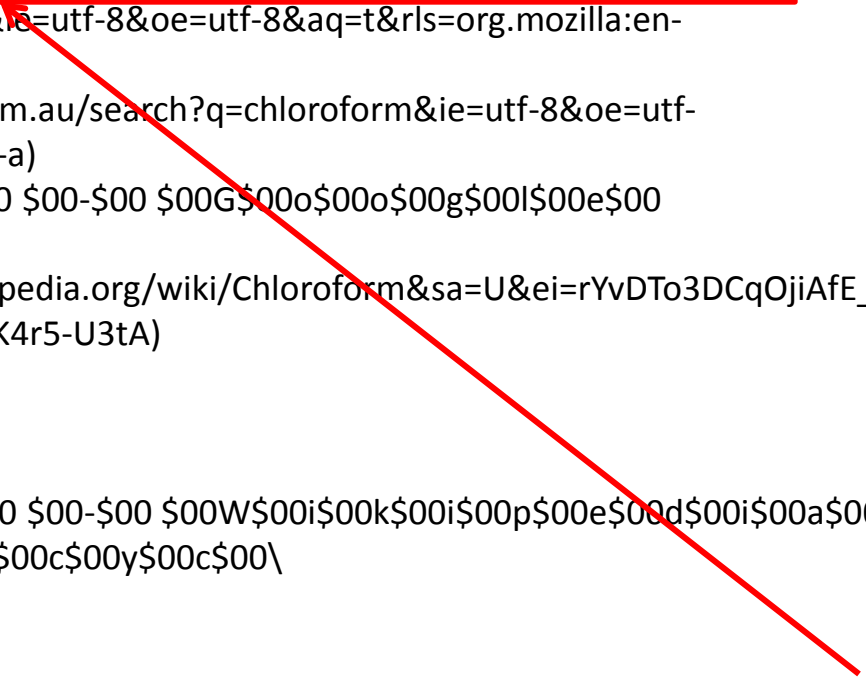 &ie=utf-8&oe=utf-8&aq=t&rls=org.mozilla:en-
m.au/search?q=chloroform&ie=utf-8&oe=utf-
-a)
0 $00-$00 $00G$00o$00o$00g$00l$00e$00
pedia.org/wiki/Chloroform&sa=U&ei=rYvDTo3DCqOjiAfE_
K4r5-U3tA)
0 $00-$00 $00W$00i$00k$00i$00p$00e$00d$00i$00a$00
$00c$00y$00c$00\